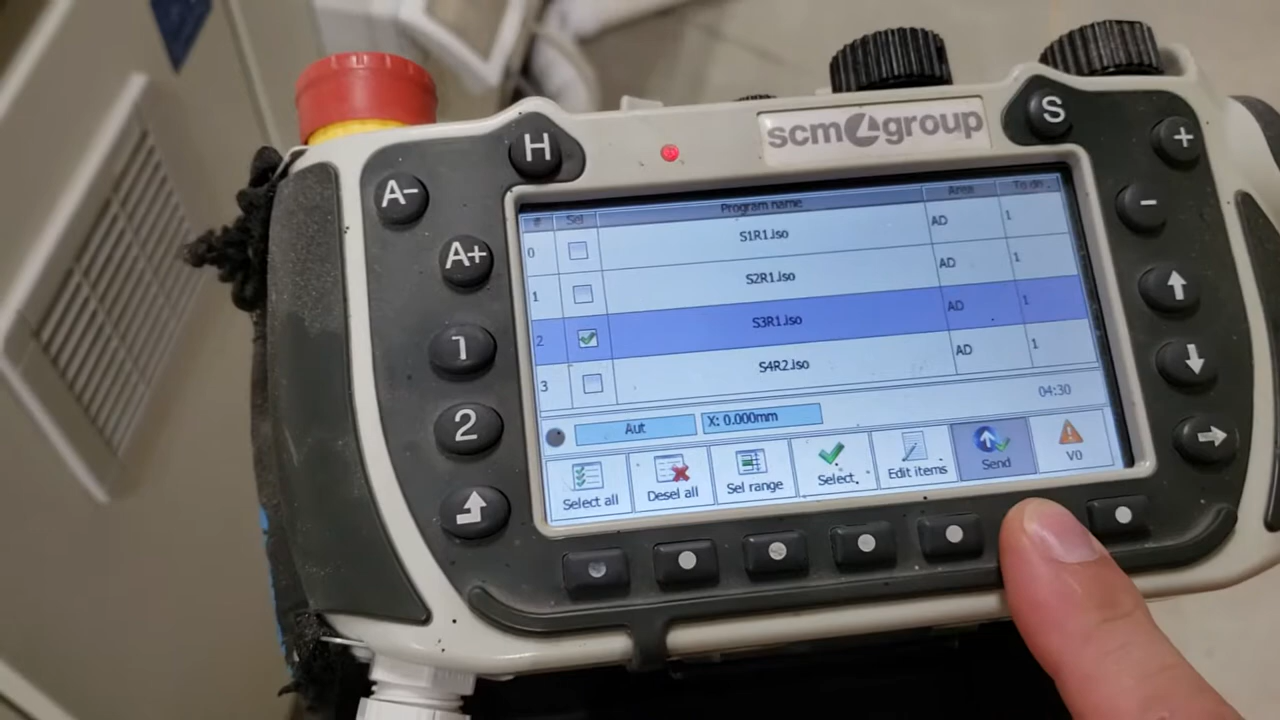 scm group
H
S
A-
+
A+
-
1
2
# Sel Program name Area To do
0 S1R1.iso AD 1
1 S2R1.iso AD 1
2 S3R1.iso AD 1
3 S4R2.iso AD 1
04:30
Aut X: 0.000mm
Select all Desel all Sel range Select Edit items Send V0